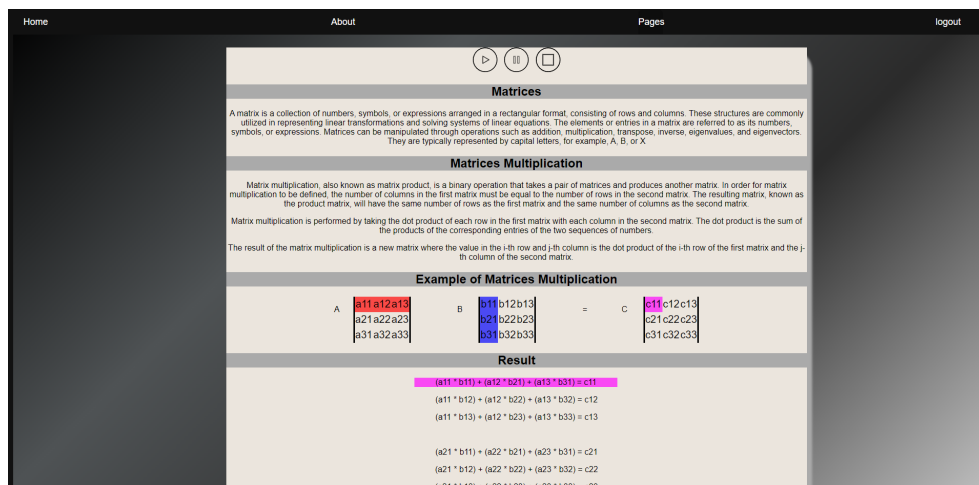 Home About Pages logout
Matrices
A matrix is a collection of numbers, symbols, or expressions arranged in a rectangular format, consisting of rows and columns. These structures are commonly
utilized in representing linear transformations and solving systems of linear equations. The elements or entries in a matrix are referred to as its numbers,
symbols, or expressions. Matrices can be manipulated through operations such as addition, multiplication, transpose, inverse, eigenvalues, and eigenvectors.
They are typically represented by capital letters, for example, A, B, or X
Matrices Multiplication
Matrix multiplication, also known as matrix product, is a binary operation that takes a pair of matrices and produces another matrix. In order for matrix
multiplication to be defined, the number of columns in the first matrix must be equal to the number of rows in the second matrix. The resulting matrix, known as
the product matrix, will have the same number of rows as the first matrix and the same number of columns as the second matrix.
Matrix multiplication is performed by taking the dot product of each row in the first matrix with each column in the second matrix. The dot product is the sum of
the products of the corresponding entries of the two sequences of numbers.
The result of the matrix multiplication is a new matrix where the value in the i-th row and j-th column is the dot product of the i-th row of the first matrix and the j-
th column of the second matrix.
Example of Matrices Multiplication
a11 a12 a13 b11 b12 b13 c11 c12 c13
A B = C
a21 a22 a23 b21 b22 b23 c21 c22 c23
a31 a32 a33 b31 b32 b33 c31 c32 c33
Result
(a11 * b11) + (a12 * b21) + (a13 * b31) = c11
(a11 * b12) + (a12 * b22) + (a13 * b32) = c12
(a11 * b13) + (a12 * b23) + (a13 * b33) = c13
(a21 * b11) + (a22 * b21) + (a23 * b31) = c21
(a21 * b12) + (a22 * b22) + (a23 * b32) = c22